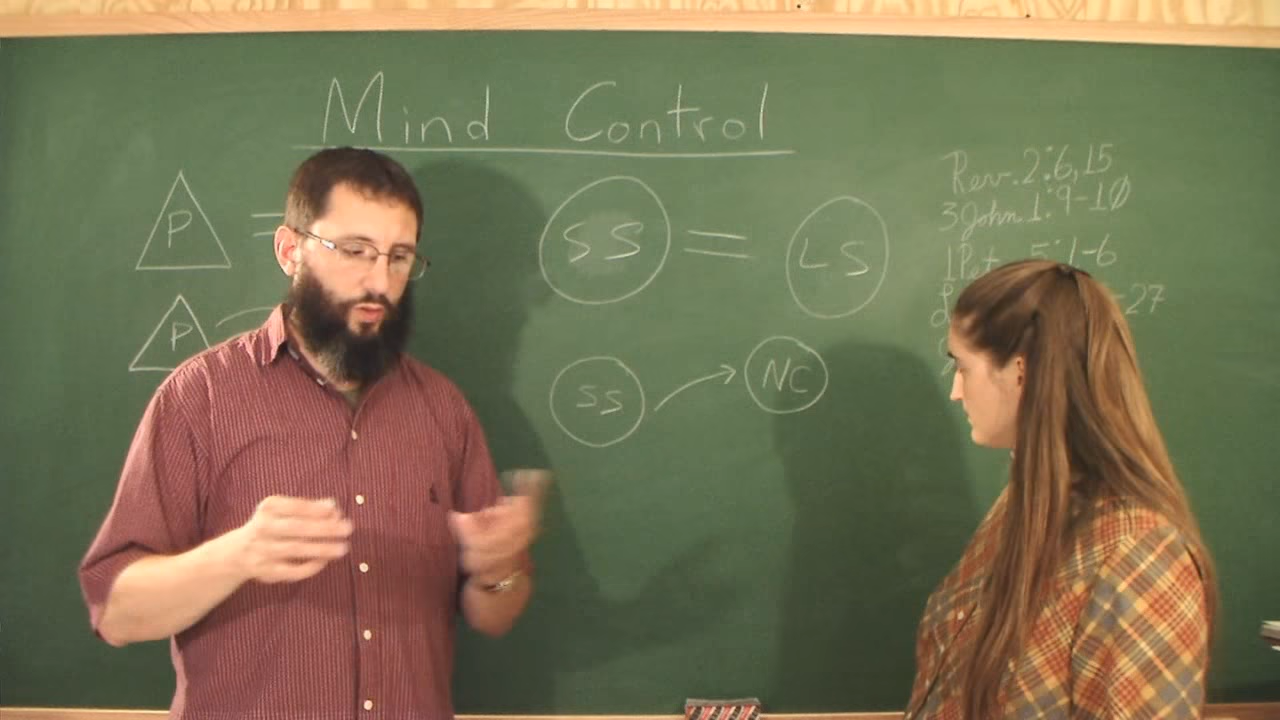 Mind Control
P =
SS = LS
P
SS → NC
Rev. 2:6,15
3John. 1:9-10
1Pet. 5:1-6
-27